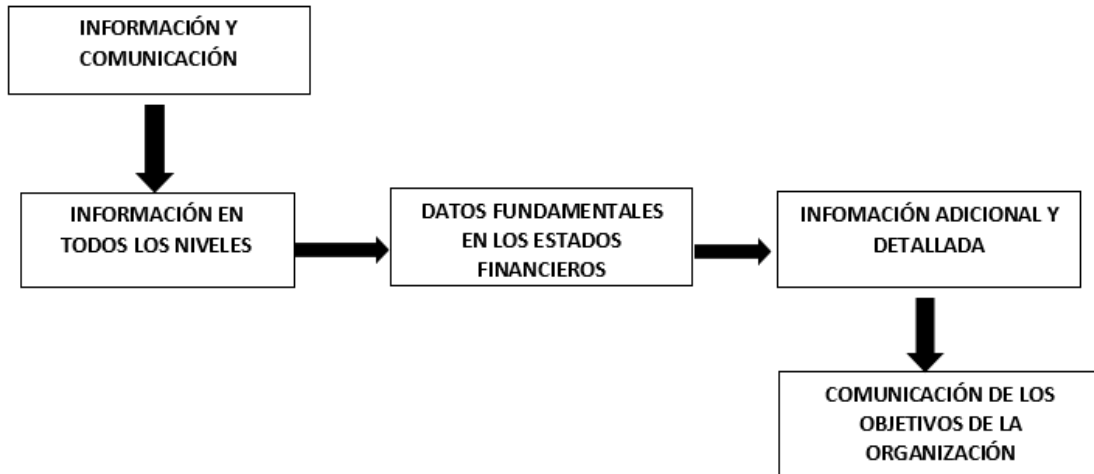 INFORMACIÓN Y
COMUNICACIÓN
INFORMACIÓN EN
TODOS LOS NIVELES
DATOS FUNDAMENTALES
EN LOS ESTADOS
FINANCIEROS
INFOMACIÓN ADICIONAL Y
DETALLADA
COMUNICACIÓN DE LOS
OBJETIVOS DE LA
ORGANIZACIÓN